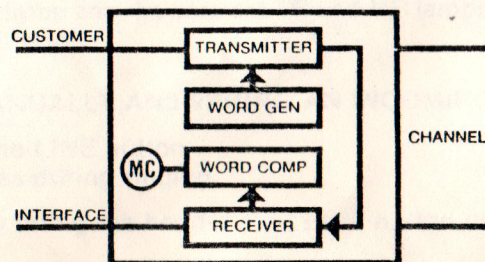 CUSTOMER
TRANSMITTER
WORD GEN
CHANNEL
MC
WORD COMP
INTERFACE
RECEIVER